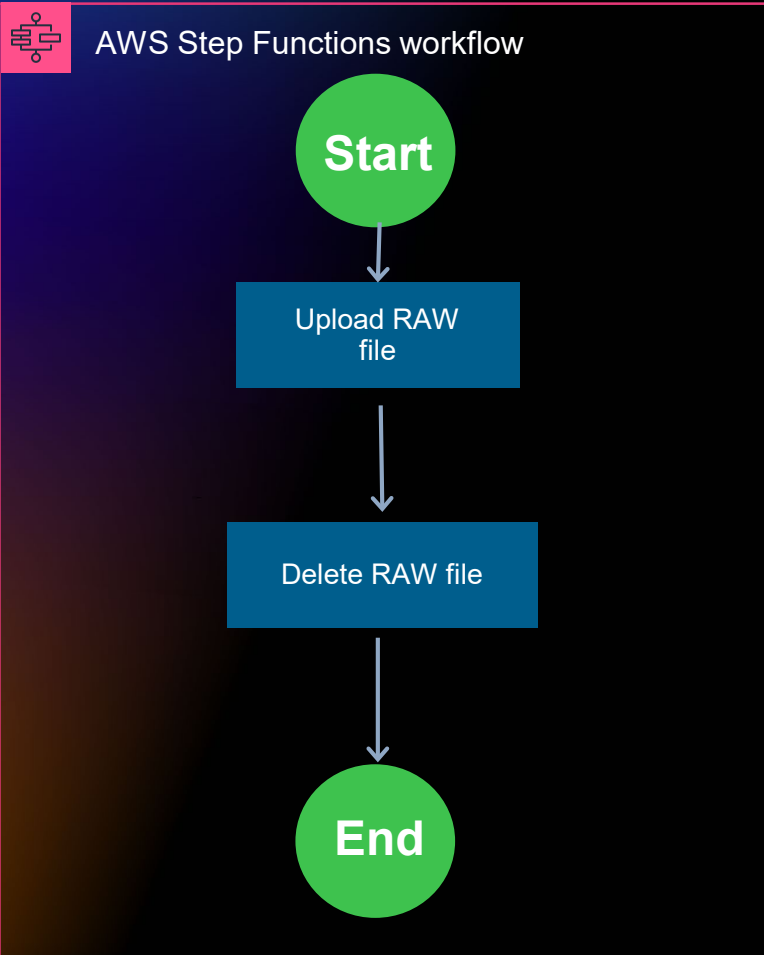 AWS Step Functions workflow
Start
Upload RAW
file
Delete RAW file
End